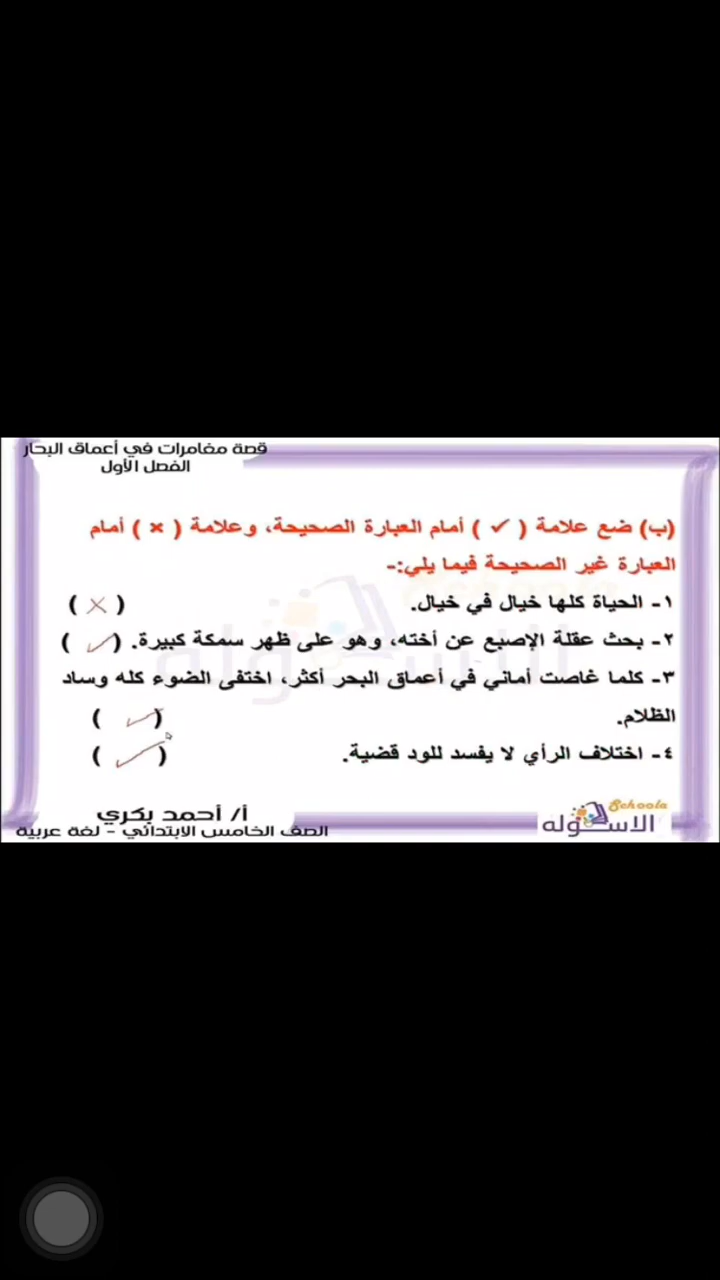 قصة مغامرات في أعماق البحار
الفصل الأول
(ب) ضع علامة ( ✓ ) أمام العبارة الصحيحة، وعلامة ( × ) أمام
العبارة غير الصحيحة فيما يلي:-
١- الحياة كلها خيال في خيال. ( × )
٢- بحث عقلة الإصبع عن أخته، وهو على ظهر سمكة كبيرة. ( ✓ )
٣- كلما غاصت أماني في أعماق البحر أكثر، اختفى الضوء كله وساد
الظلام. ( ✓ )
٤- اختلاف الرأي لا يفسد للود قضية. ( ✓ )
Schoola
الاسكوله
أ/ أحمد بكري
الصف الخامس الابتدائي - لغة عربية